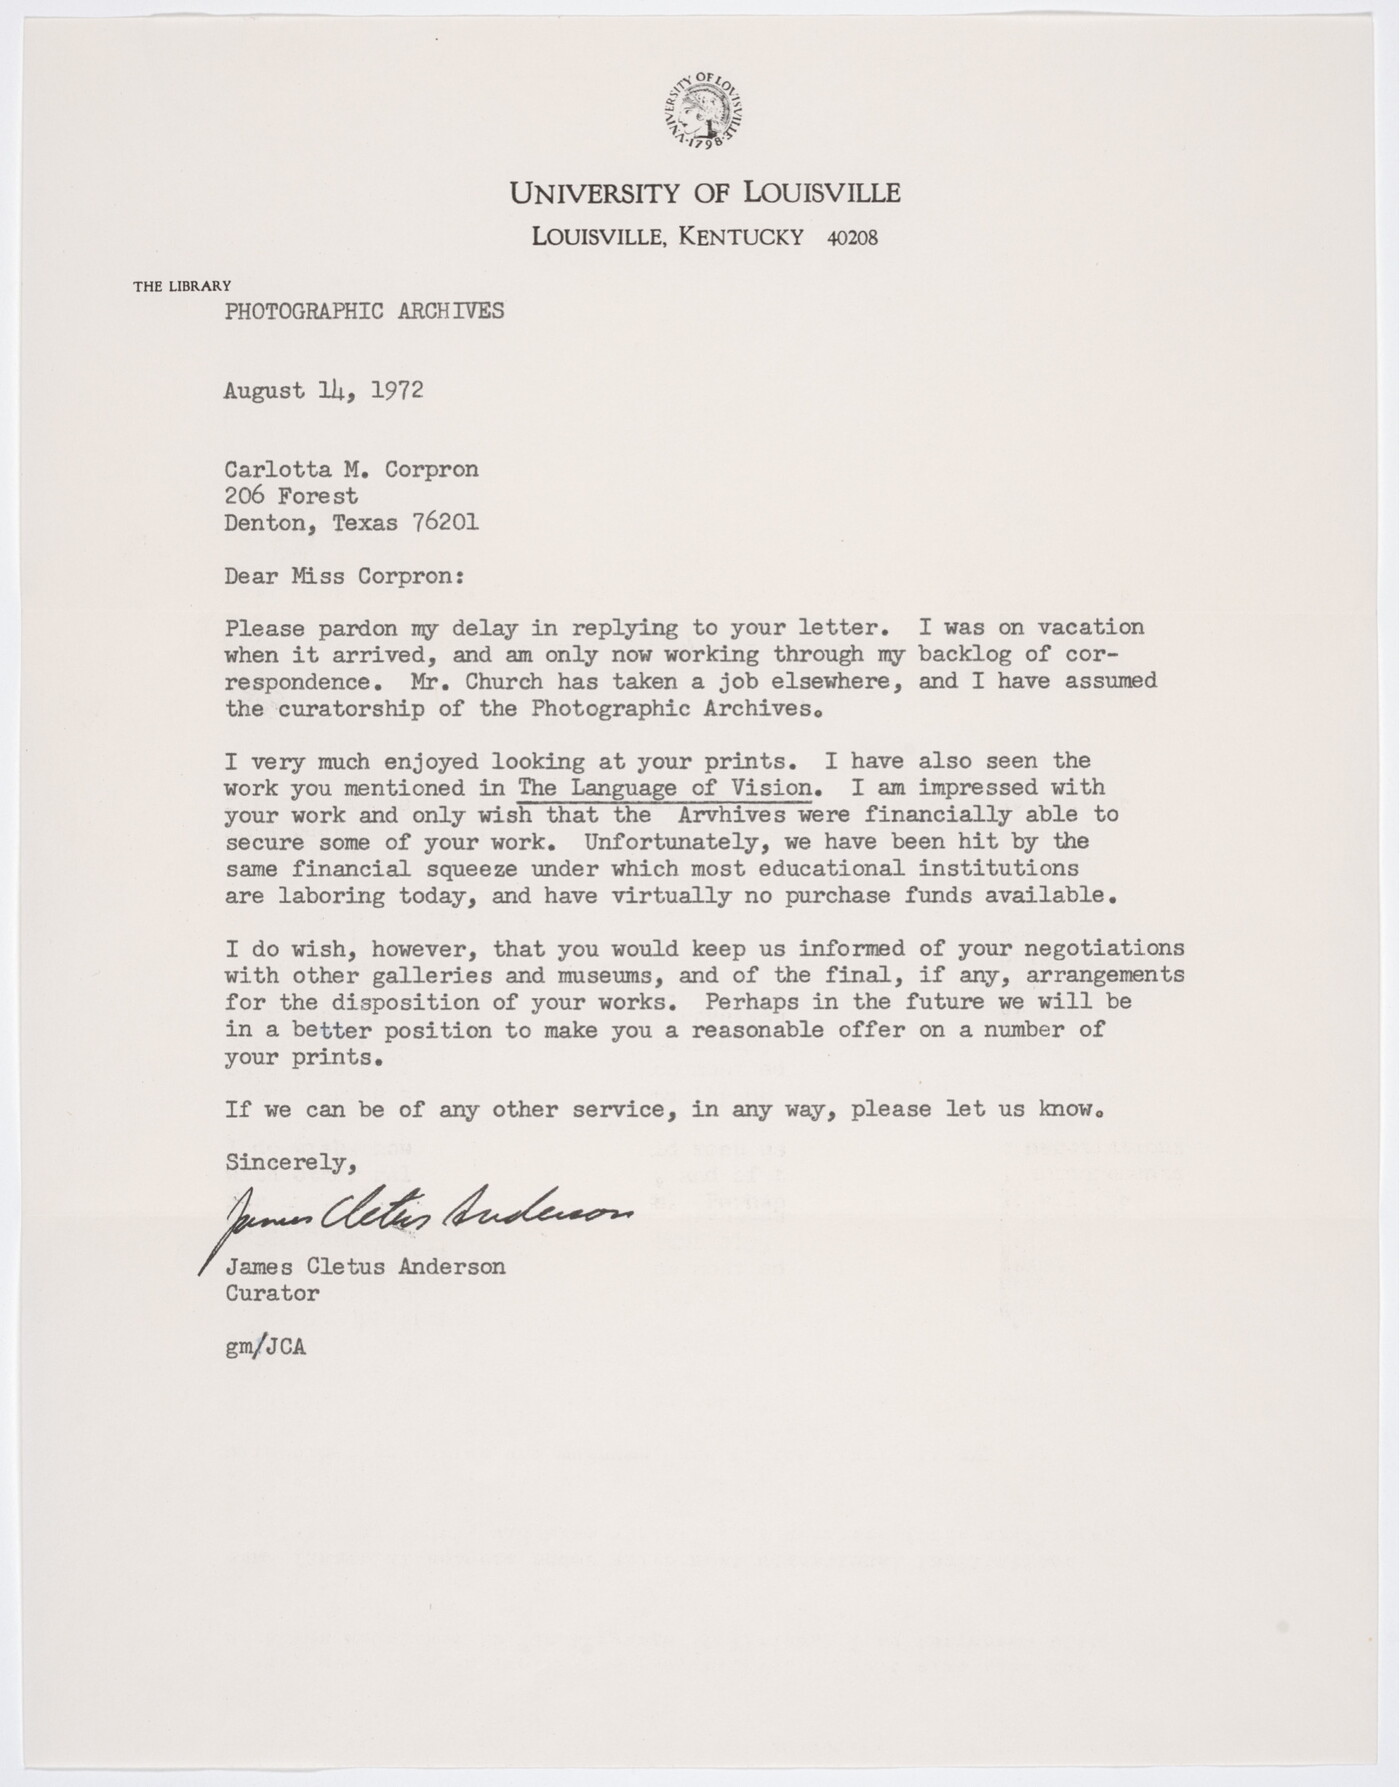 UNIVERSITY OF LOUISVILLE
·1798·
UNIVERSITY OF LOUISVILLE
LOUISVILLE, KENTUCKY 40208
THE LIBRARY
PHOTOGRAPHIC ARCHIVES
August 14, 1972
Carlotta M. Corpron
206 Forest
Denton, Texas 76201
Dear Miss Corpron:
Please pardon my delay in replying to your letter. I was on vacation
when it arrived, and am only now working through my backlog of cor-
respondence. Mr. Church has taken a job elsewhere, and I have assumed
the curatorship of the Photographic Archives.
I very much enjoyed looking at your prints. I have also seen the
work you mentioned in The Language of Vision. I am impressed with
your work and only wish that the Arvhives were financially able to
secure some of your work. Unfortunately, we have been hit by the
same financial squeeze under which most educational institutions
are laboring today, and have virtually no purchase funds available.
I do wish, however, that you would keep us informed of your negotiations
with other galleries and museums, and of the final, if any, arrangements
for the disposition of your works. Perhaps in the future we will be
in a better position to make you a reasonable offer on a number of
your prints.
If we can be of any other service, in any way, please let us know.
Sincerely,
James Cletus Anderson
James Cletus Anderson
Curator
gm/JCA